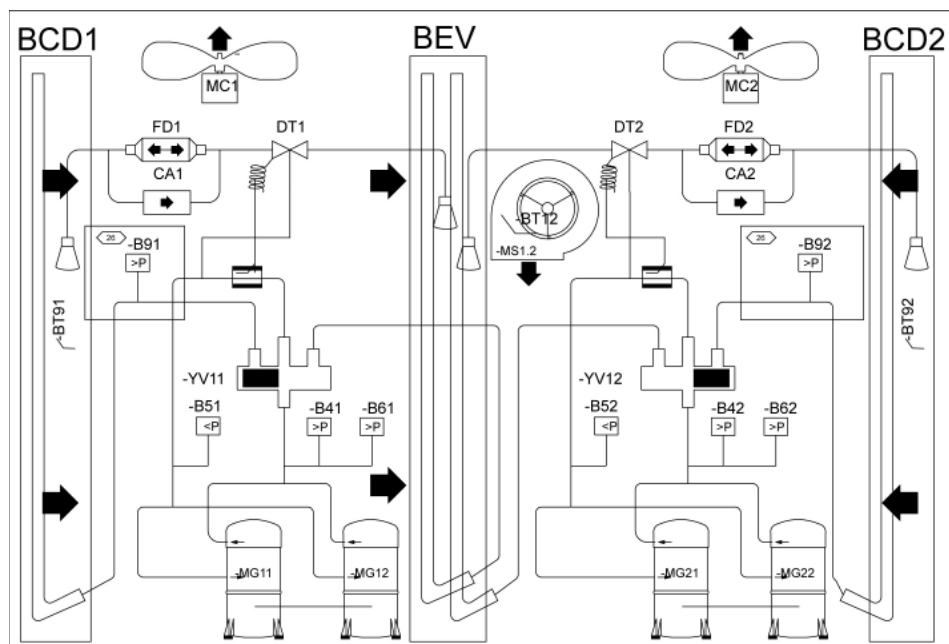 BCD1
BEV
BCD2
MC1
MC2
FD1
DT1
DT2
FD2
CA1
CA2
-BT12
-MS1.2
26
-B91
>P
26
-B92
>P
-BT91
-BT92
-YV11
-YV12
-B51
<P
-B41
>P
-B61
>P
-B52
<P
-B42
>P
-B62
>P
-MG11
-MG12
-MG21
-MG22